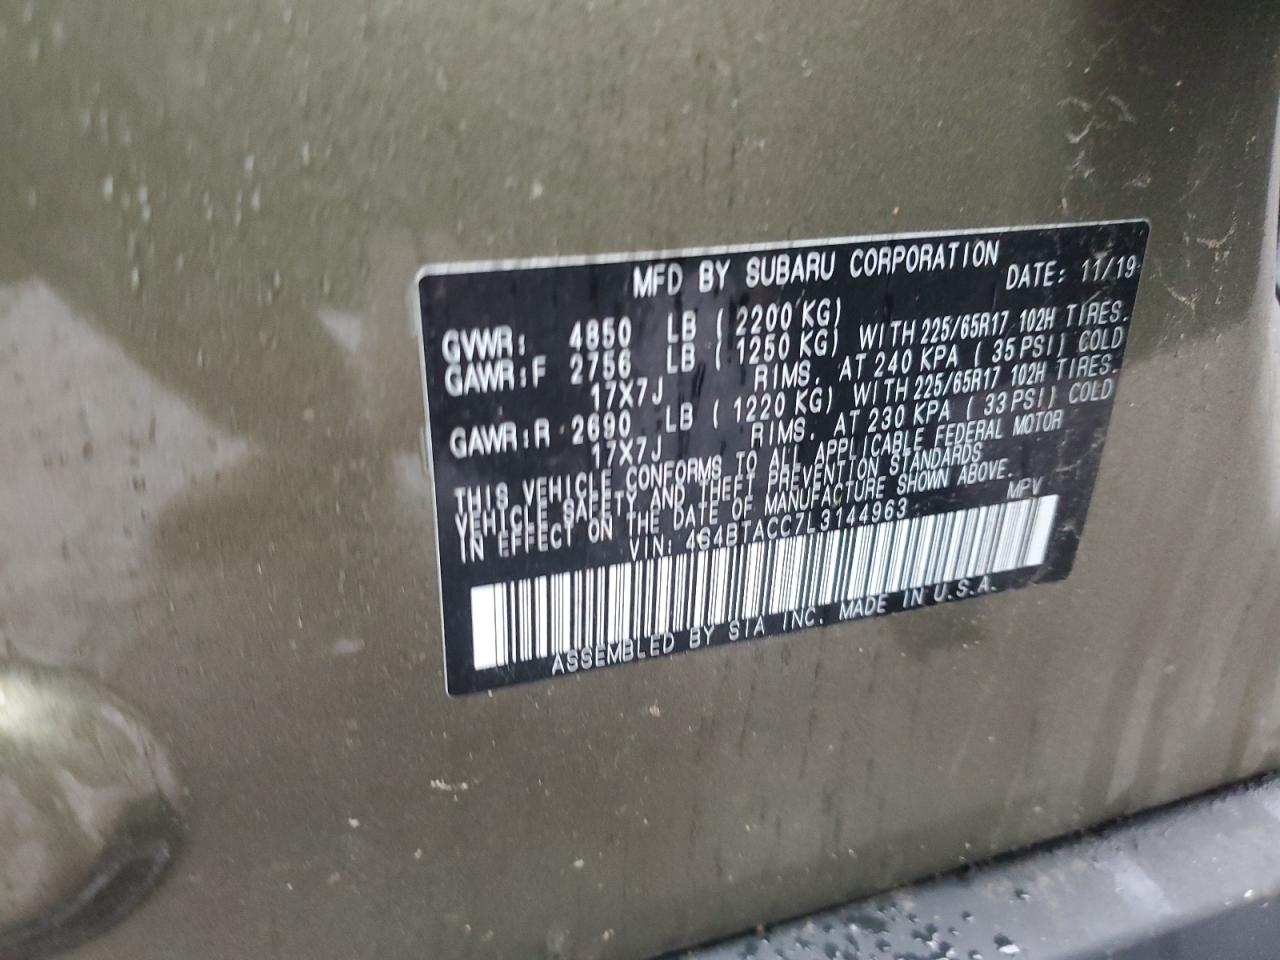 MFD BY SUBARU CORPORATION DATE: 11/19
GVWR: 4850 LB ( 2200 KG)
GAWR:F 2756 LB ( 1250 KG) WITH 225/65R17 102H TIRES.
17X7J RIMS. AT 240 KPA ( 35 PSI) COLD
GAWR:R 2690 LB ( 1220 KG) WITH 225/65R17 102H TIRES.
17X7J RIMS. AT 230 KPA ( 33 PSI) COLD
THIS VEHICLE CONFORMS TO ALL APPLICABLE FEDERAL MOTOR
VEHICLE SAFETY AND THEFT PREVENTION STANDARDS
IN EFFECT ON THE DATE OF MANUFACTURE SHOWN ABOVE.
VIN: 4S4BTACC7L3144963 MPV
ASSEMBLED BY SIA INC. MADE IN U.S.A.